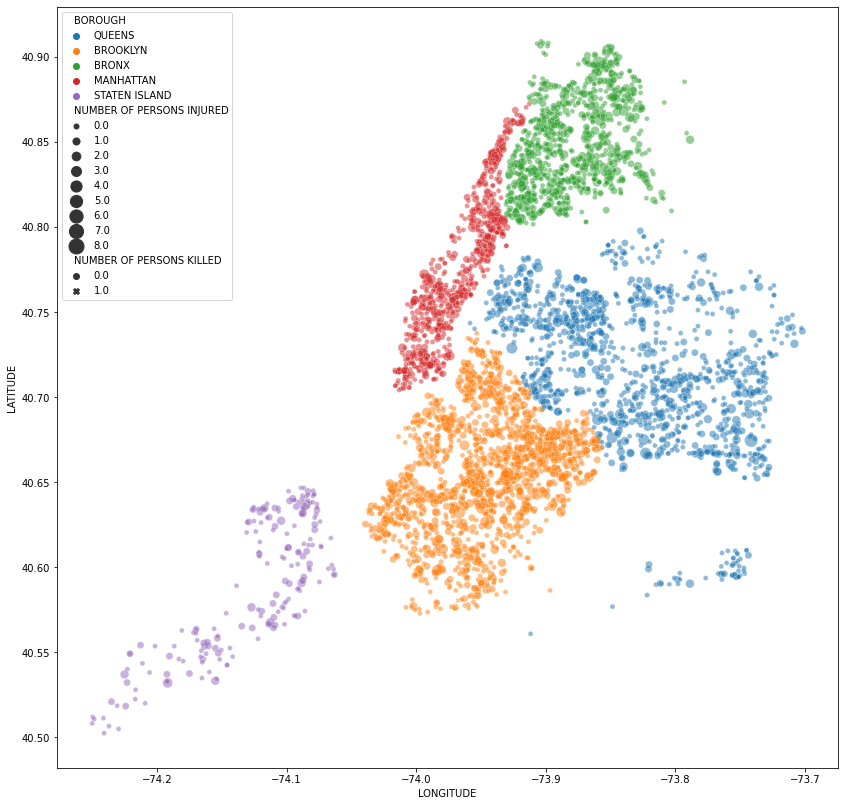 BOROUGH
QUEENS
BROOKLYN
BRONX
MANHATTAN
STATEN ISLAND
NUMBER OF PERSONS INJURED
0.0
1.0
2.0
3.0
4.0
5.0
6.0
7.0
8.0
NUMBER OF PERSONS KILLED
0.0
1.0
40.90
40.85
40.80
40.75
40.70
40.65
40.60
40.55
40.50
LATITUDE
−74.2 −74.1 −74.0 −73.9 −73.8 −73.7
LONGITUDE